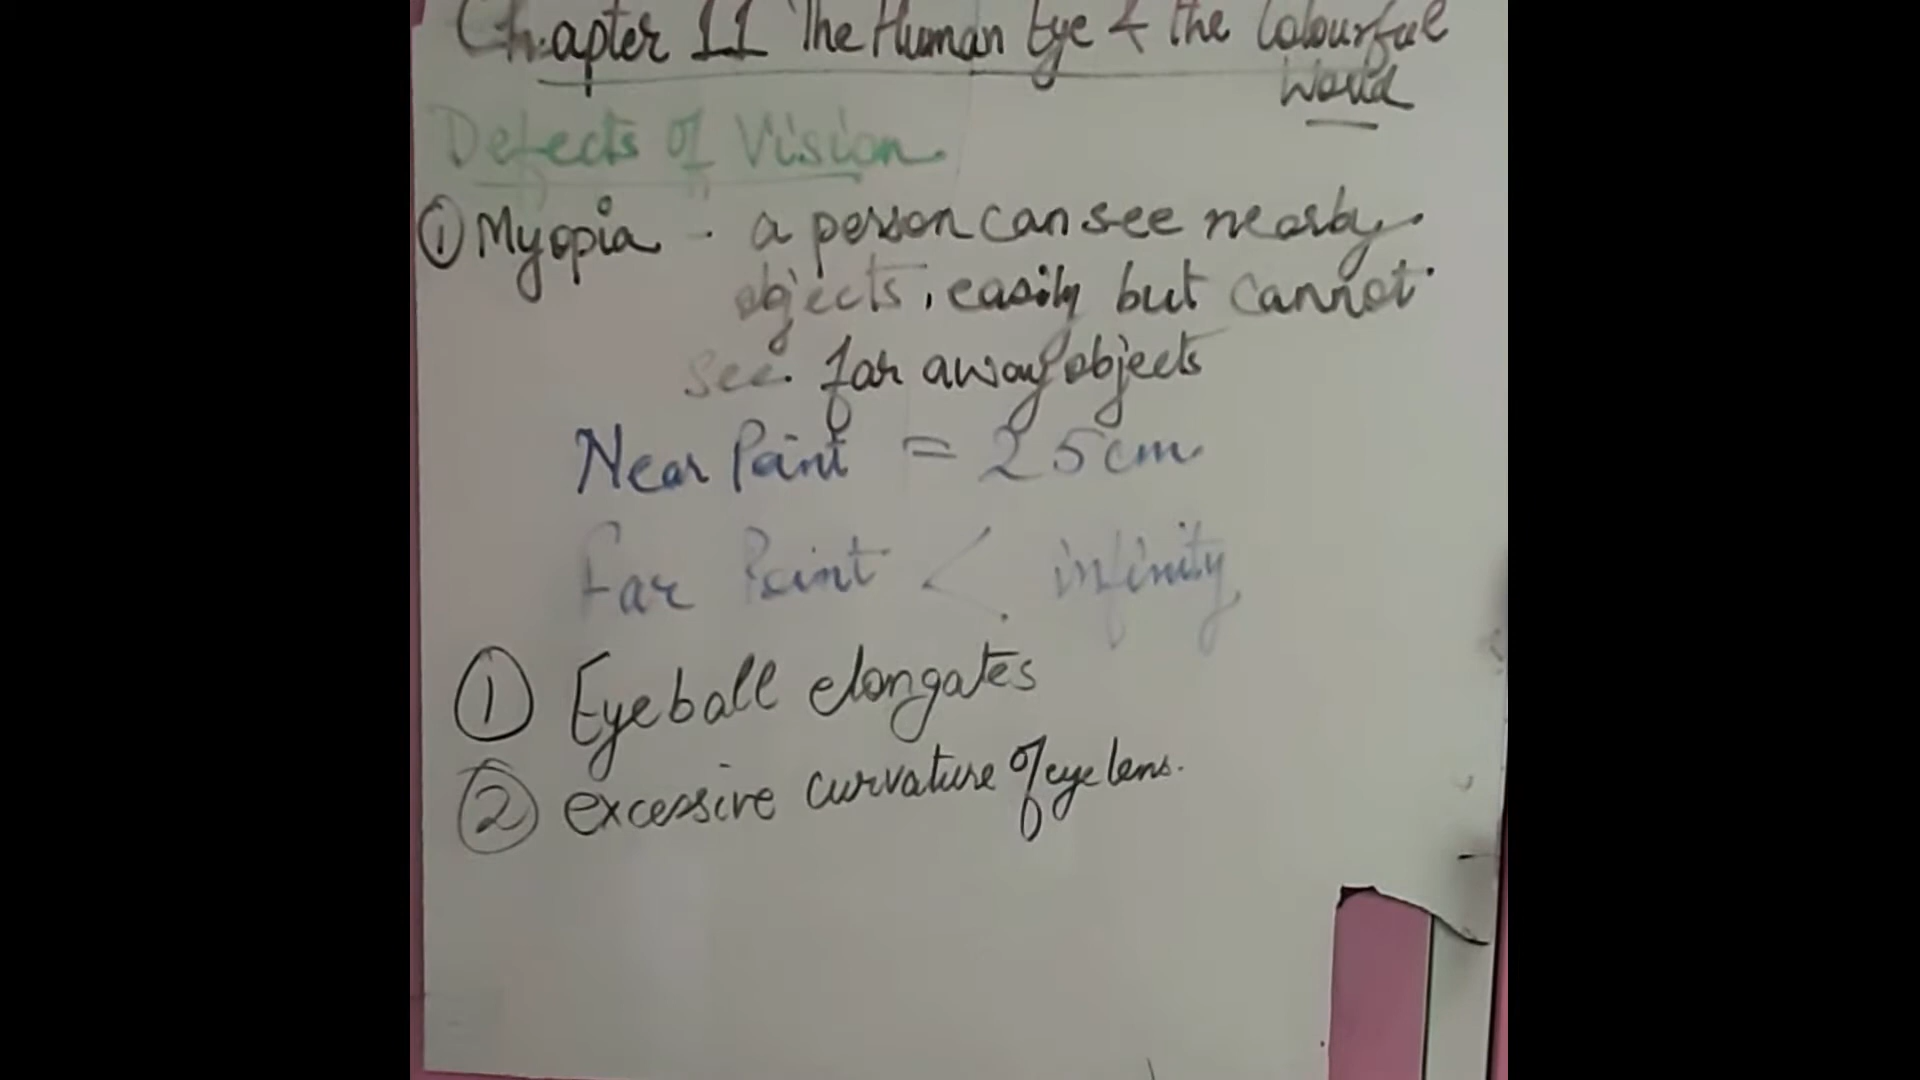 Chapter 11 The Human Eye & the Colourful
World
Defects of Vision
① Myopia - a person can see nearby
objects, easily but cannot
see far away objects
Near Point = 25cm
Far Point < infinity
① Eyeball elongates
② excessive curvature of eye lens.